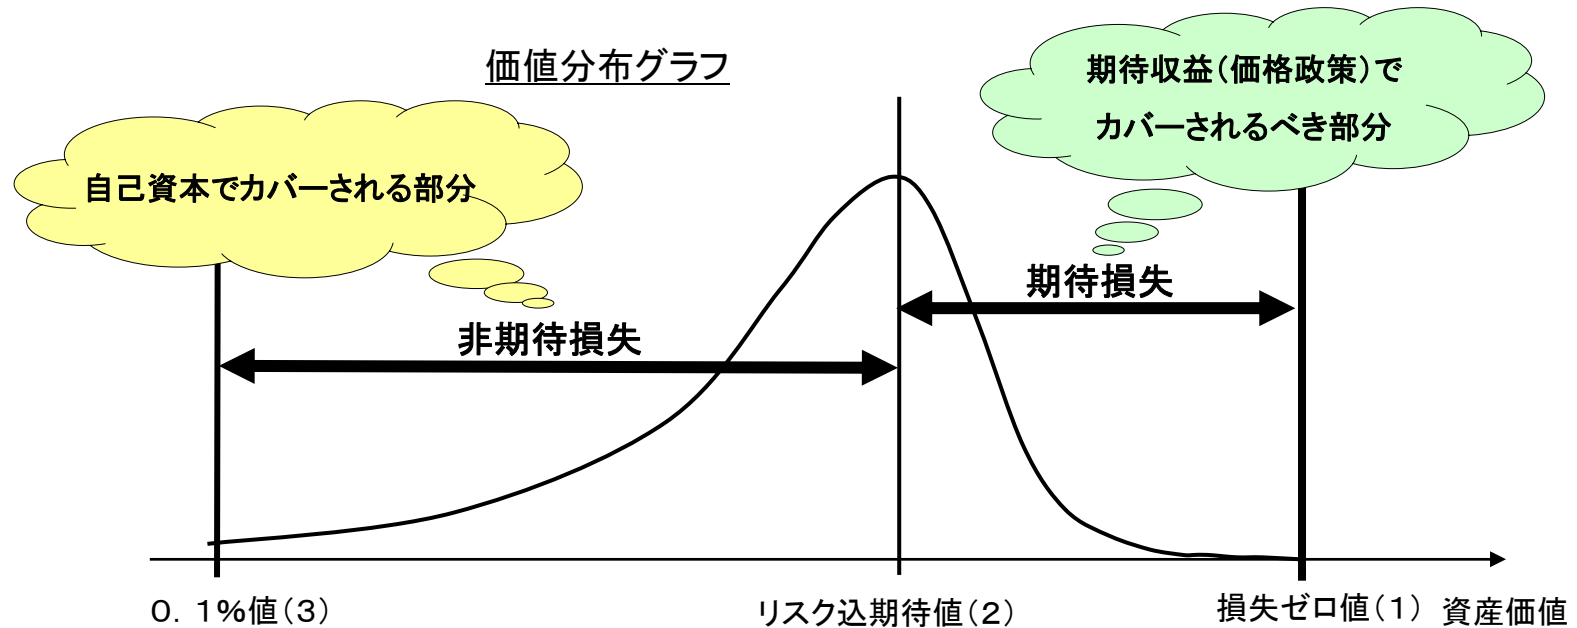 価値分布グラフ
期待収益（価格政策）で
カバーされるべき部分
自己資本でカバーされる部分
期待損失
非期待損失
０．１％値（３）
リスク込期待値（２）
損失ゼロ値（１）
資産価値